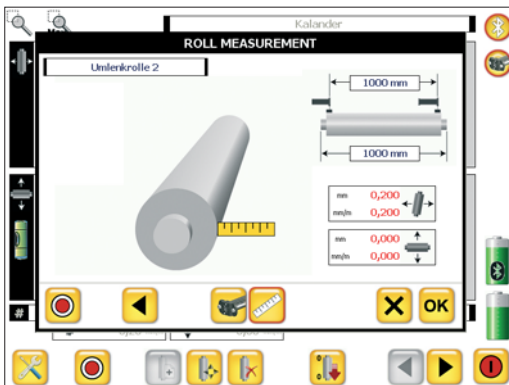 Kalander
ROLL MEASUREMENT
Umlenkrolle 2
1000 mm
1000 mm
mm 0,200
mm/m 0,200
mm 0,000
mm/m 0,000
OK
#